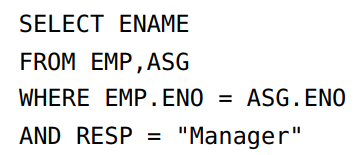 SELECT ENAME
FROM EMP,ASG
WHERE EMP.ENO = ASG.ENO
AND RESP = "Manager"